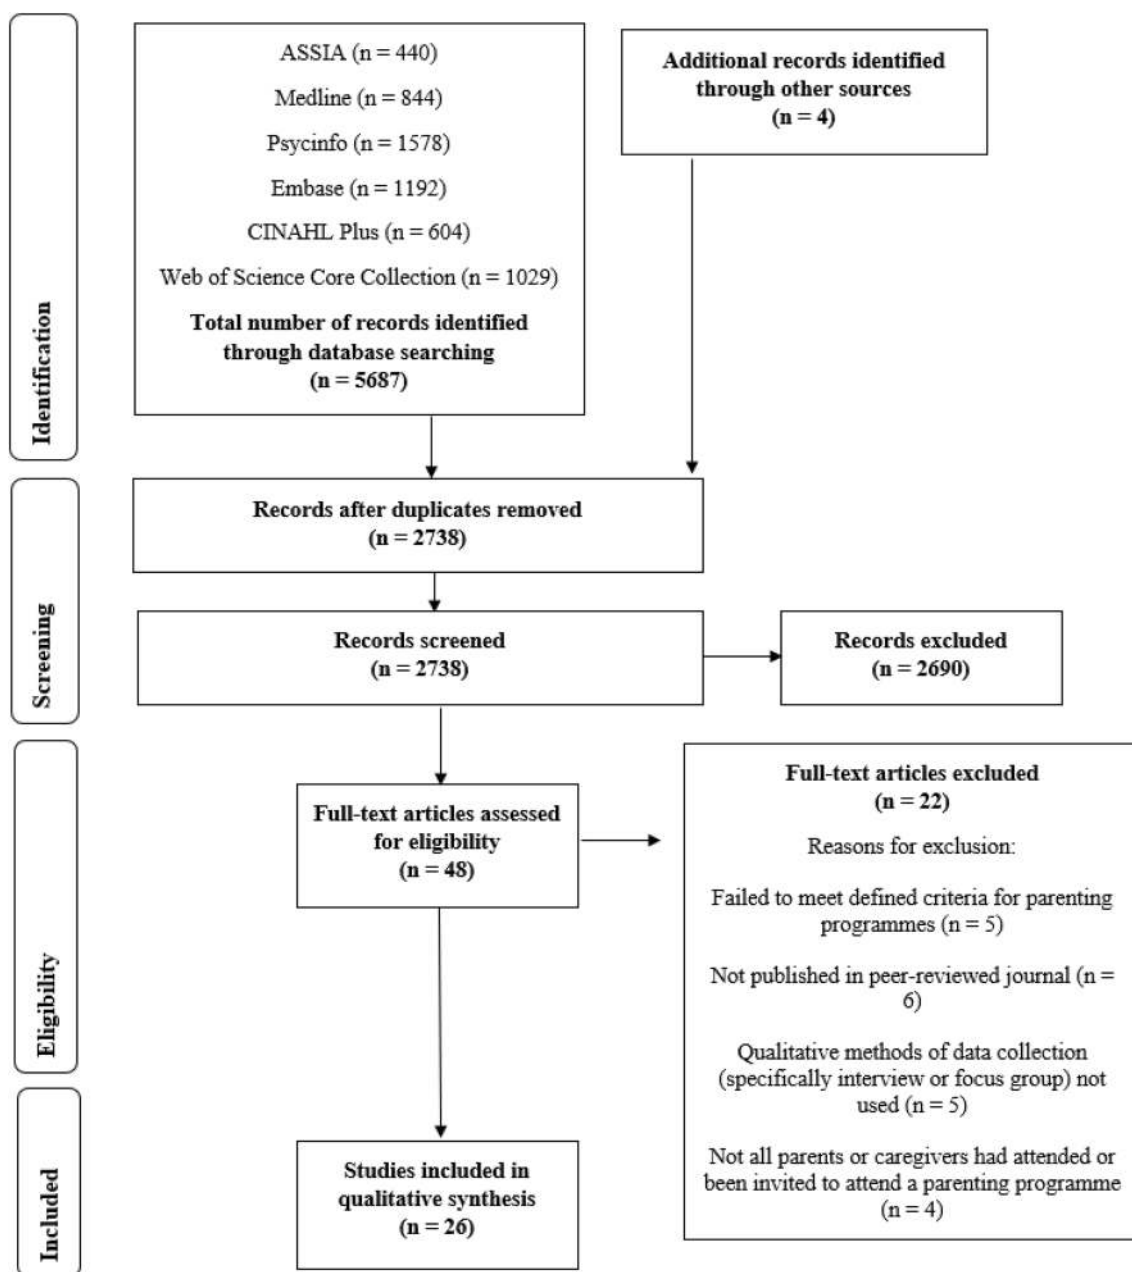 Identification
ASSIA (n = 440)
Medline (n = 844)
Psycinfo (n = 1578)
Embase (n = 1192)
CINAHL Plus (n = 604)
Web of Science Core Collection (n = 1029)
Total number of records identified
through database searching
(n = 5687)
Additional records identified
through other sources
(n = 4)
Screening
Records after duplicates removed
(n = 2738)
Records screened
(n = 2738)
Records excluded
(n = 2690)
Eligibility
Full-text articles assessed
for eligibility
(n = 48)
Full-text articles excluded
(n = 22)
Reasons for exclusion:
Failed to meet defined criteria for parenting
programmes (n = 5)
Not published in peer-reviewed journal (n =
6)
Qualitative methods of data collection
(specifically interview or focus group) not
used (n = 5)
Not all parents or caregivers had attended or
been invited to attend a parenting programme
(n = 4)
Included
Studies included in
qualitative synthesis
(n = 26)